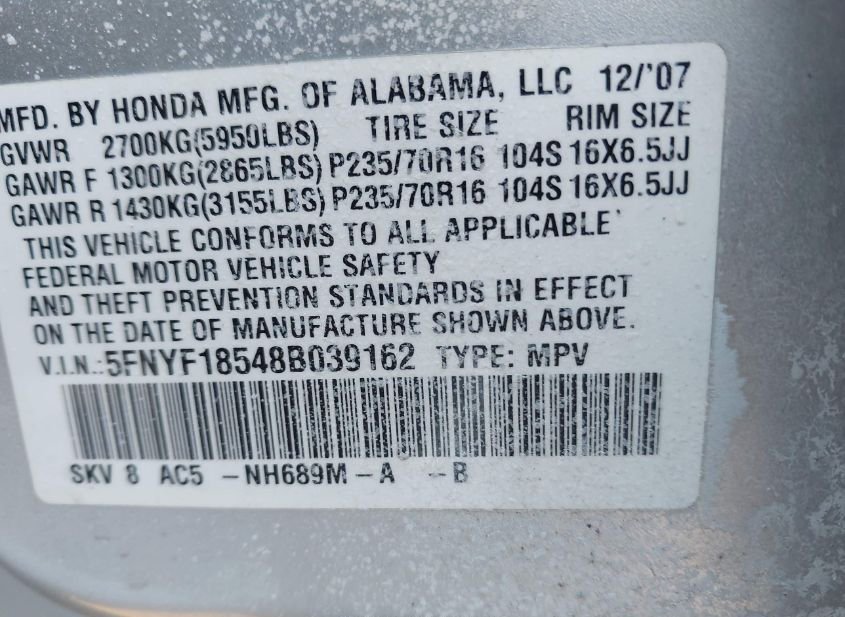 MFD. BY HONDA MFG. OF ALABAMA, LLC 12/'07
GVWR 2700KG(5950LBS) TIRE SIZE RIM SIZE
GAWR F 1300KG(2865LBS) P235/70R16 104S 16X6.5JJ
GAWR R 1430KG(3155LBS) P235/70R16 104S 16X6.5JJ
THIS VEHICLE CONFORMS TO ALL APPLICABLE
FEDERAL MOTOR VEHICLE SAFETY
AND THEFT PREVENTION STANDARDS IN EFFECT
ON THE DATE OF MANUFACTURE SHOWN ABOVE.
V.I.N.:5FNYF18548B039162 TYPE: MPV
SKV 8 AC5 -NH689M-A -B